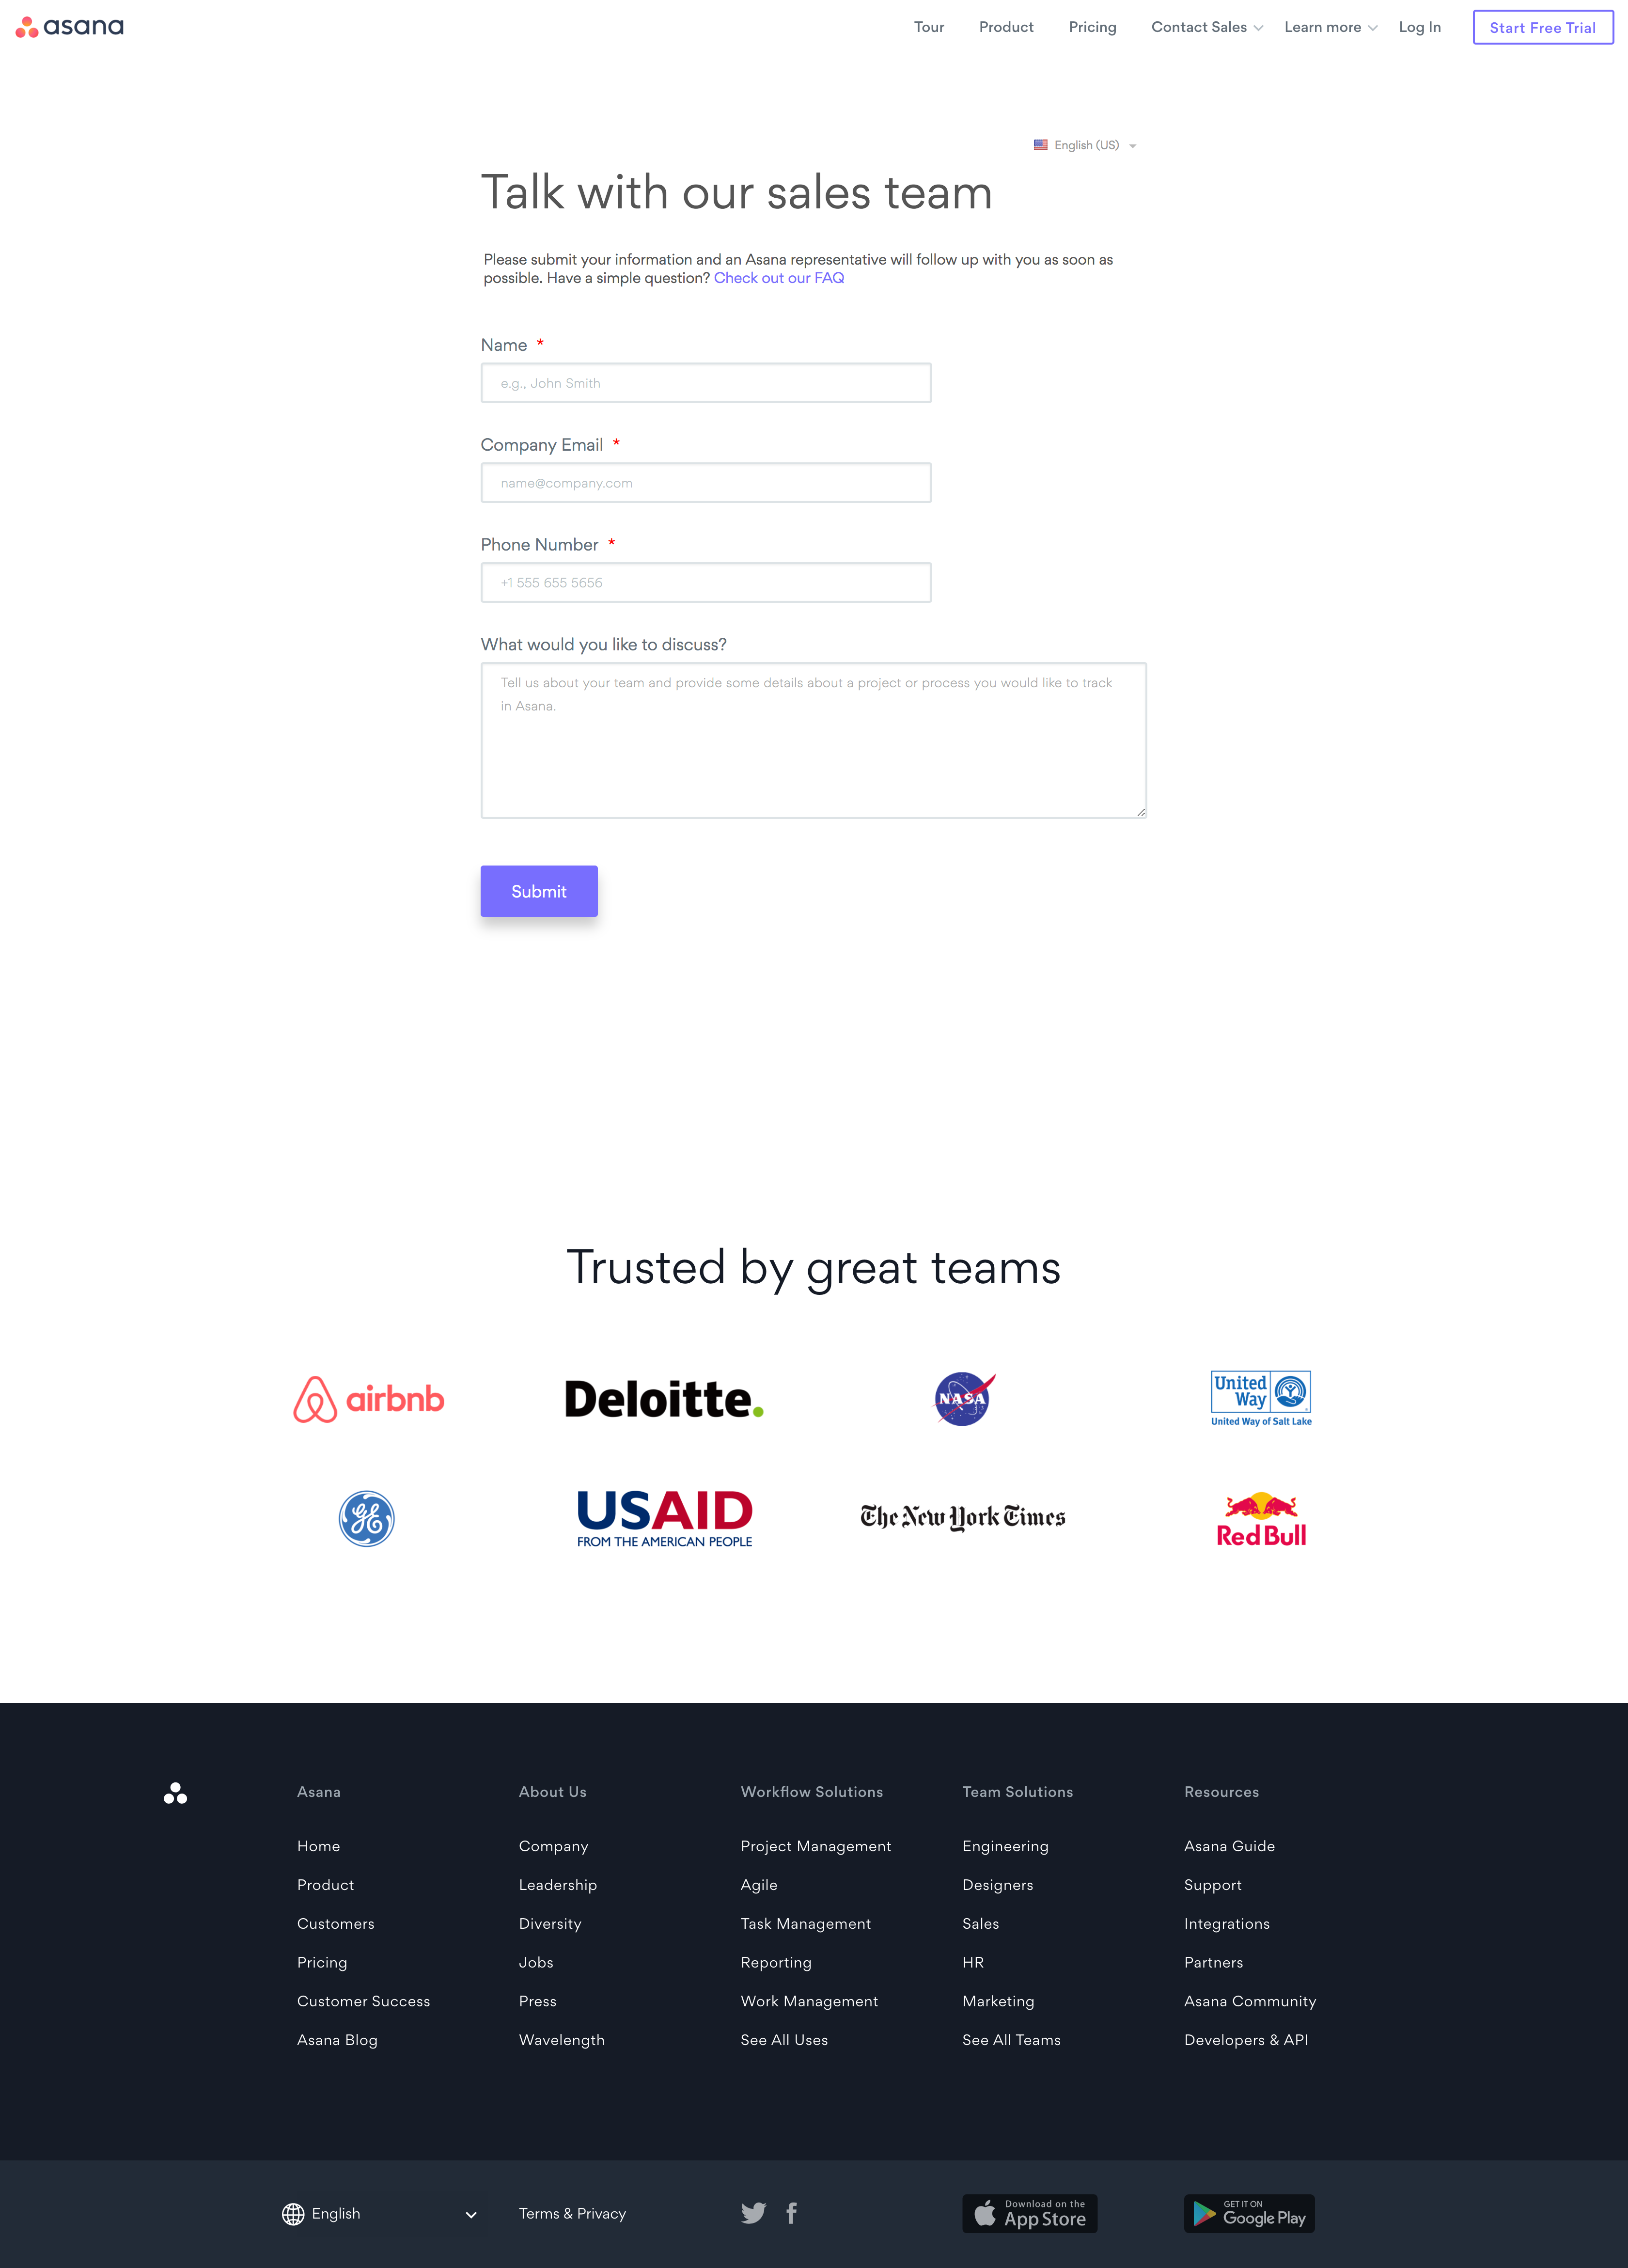 asana
Tour Product Pricing Contact Sales Learn more Log In Start Free Trial
English (US)
Talk with our sales team
Please submit your information and an Asana representative will follow up with you as soon as
possible. Have a simple question? Check out our FAQ
Name *
e.g., John Smith
Company Email *
name@company.com
Phone Number *
+1 555 655 5656
What would you like to discuss?
Tell us about your team and provide some details about a project or process you would like to track
in Asana.
Submit
Trusted by great teams
airbnb
Deloitte.
NASA
United
Way
United Way of Salt Lake
GE
USAID
FROM THE AMERICAN PEOPLE
The New York Times
Red Bull
Asana
Home
Product
Customers
Pricing
Customer Success
Asana Blog
About Us
Company
Leadership
Diversity
Jobs
Press
Wavelength
Workflow Solutions
Project Management
Agile
Task Management
Reporting
Work Management
See All Uses
Team Solutions
Engineering
Designers
Sales
HR
Marketing
See All Teams
Resources
Asana Guide
Support
Integrations
Partners
Asana Community
Developers & API
English
Terms & Privacy
Download on the
App Store
GET IT ON
Google Play